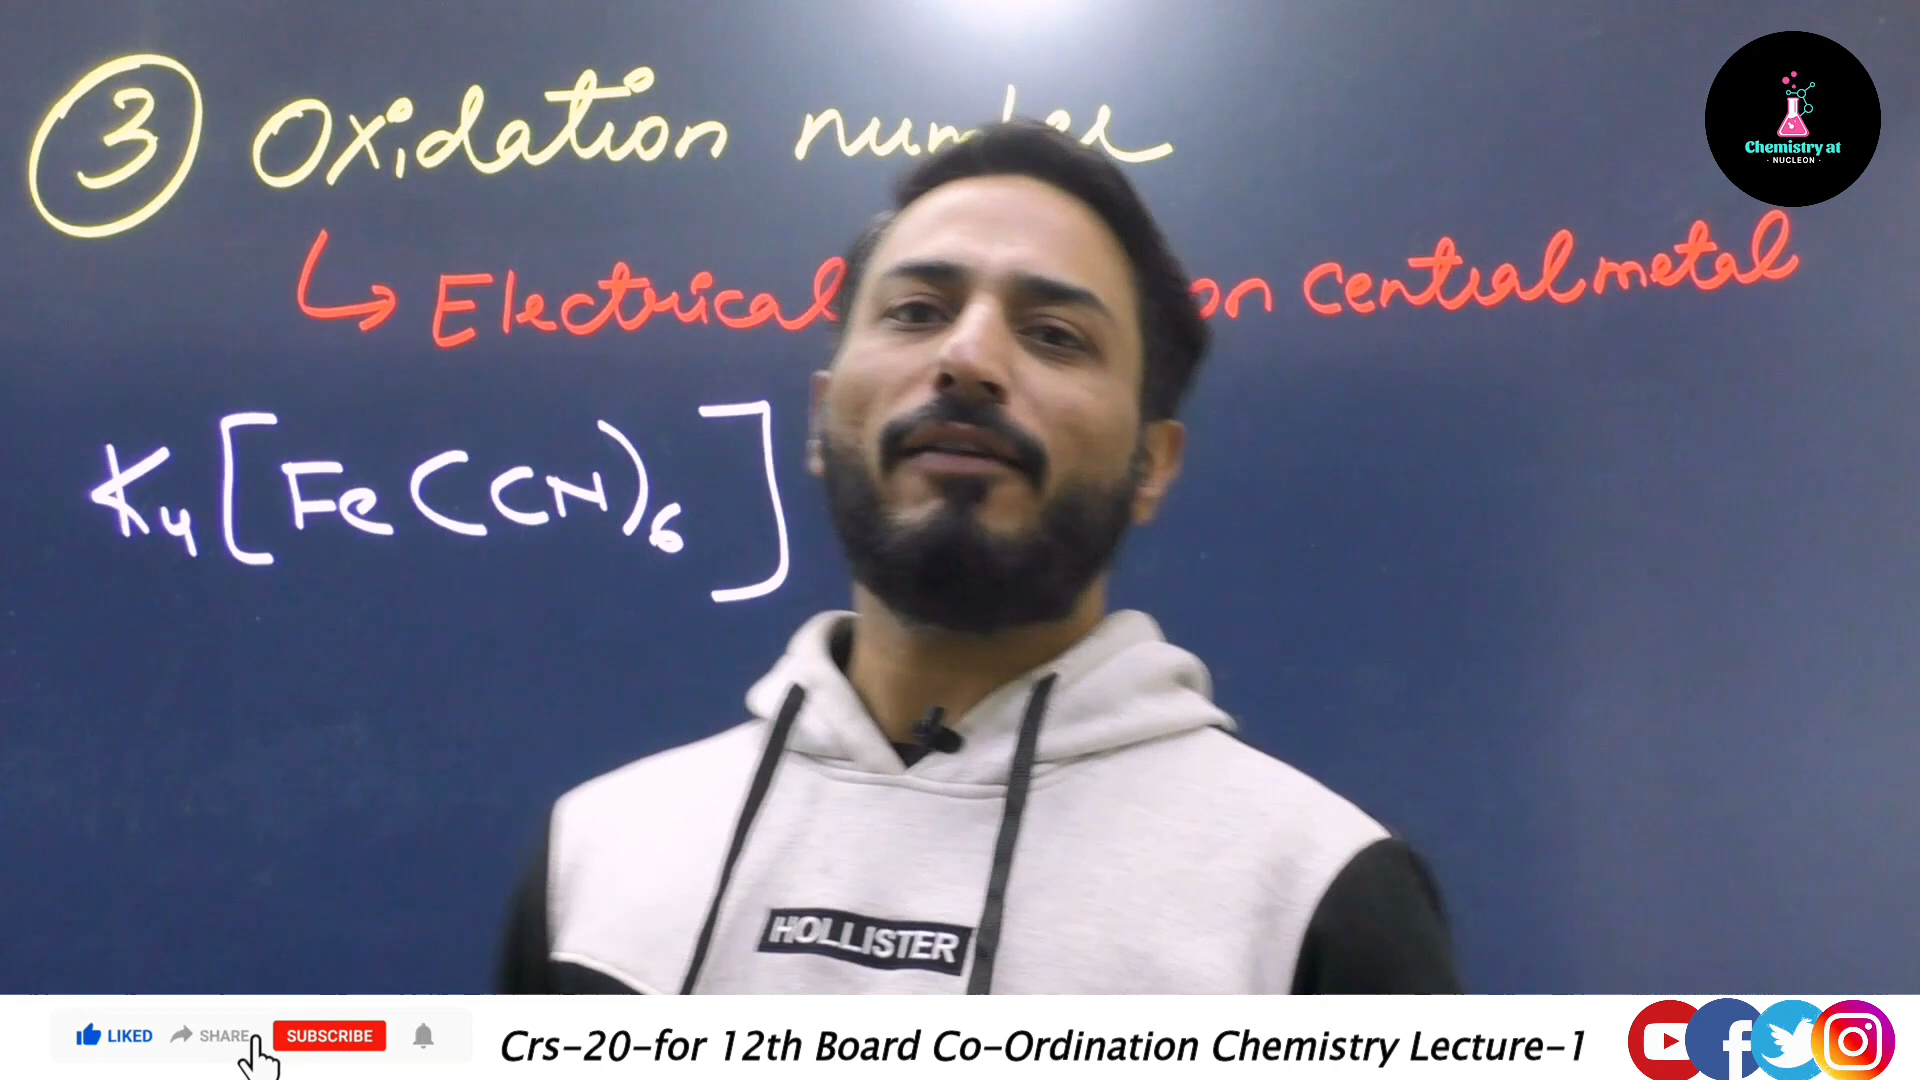 ③ Oxidation number
↳ Electrical on Central metal
K₄[Fe(CN)₆]
Chemistry at
· NUCLEON ·
HOLLISTER
LIKED SHARE SUBSCRIBE
Crs-20-for 12th Board Co-Ordination Chemistry Lecture-1